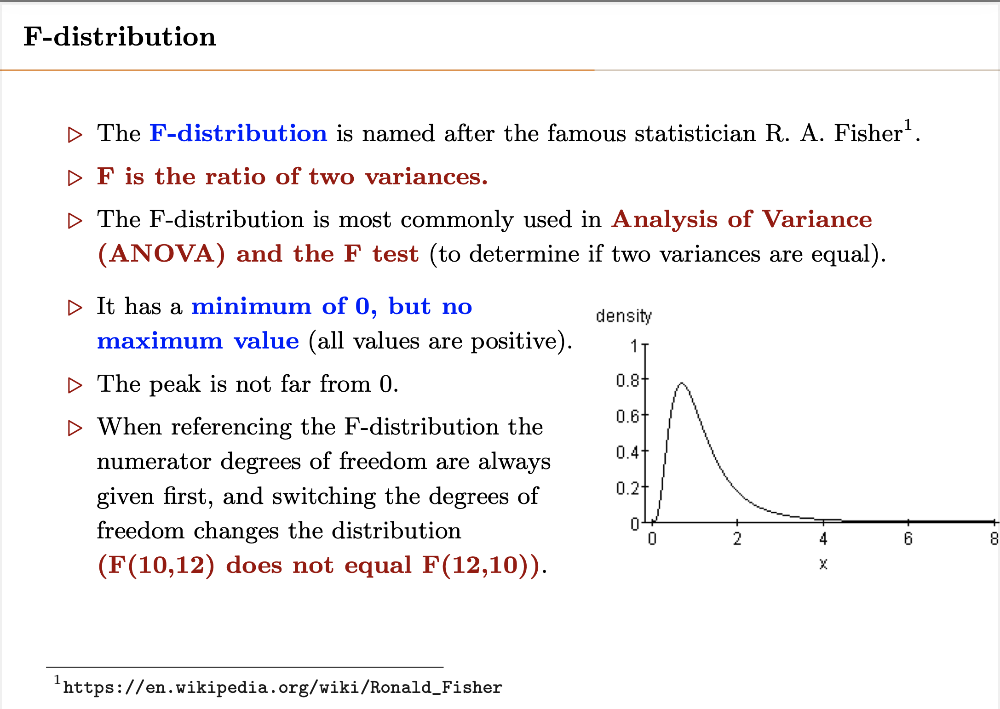 F-distribution
▷ The F-distribution is named after the famous statistician R. A. Fisher¹.
▷ F is the ratio of two variances.
▷ The F-distribution is most commonly used in Analysis of Variance
(ANOVA) and the F test (to determine if two variances are equal).
▷ It has a minimum of 0, but no
maximum value (all values are positive).
▷ The peak is not far from 0.
▷ When referencing the F-distribution the
numerator degrees of freedom are always
given first, and switching the degrees of
freedom changes the distribution
(F(10,12) does not equal F(12,10)).
density
1
0.8
0.6
0.4
0.2
0
0 2 4 6 8
x
¹https://en.wikipedia.org/wiki/Ronald_Fisher